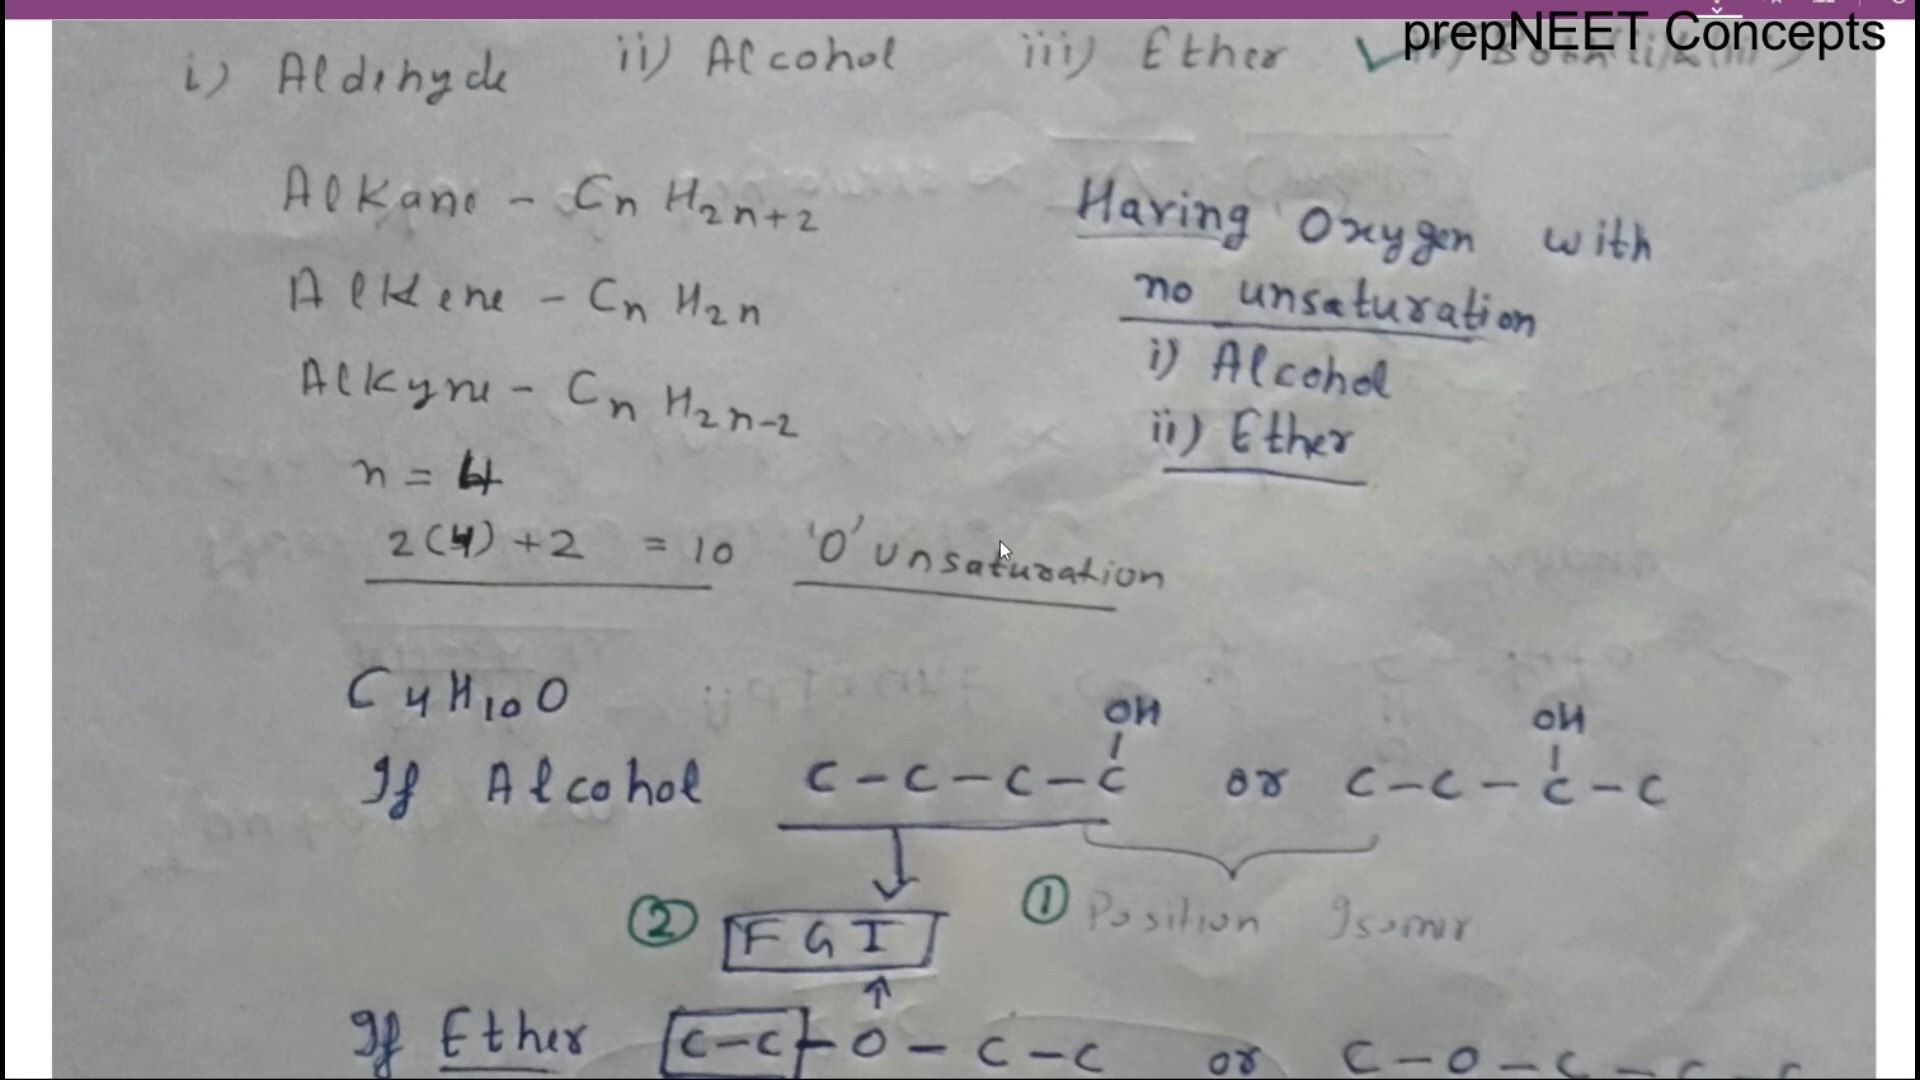 prepNEET Concepts
i) Aldehyde ii) Alcohol iii) Ether
Alkane - CnH2n+2
Alkene - CnH2n
Alkyne - CnH2n-2
n = 4
2(4)+2 = 10 'O' unsaturation
Having Oxygen with
no unsaturation
i) Alcohol
ii) Ether
C4H10O
OH OH
If Alcohol C-C-C-C or C-C-C-C
② FGI ① Position Isomer
If Ether C-C-O-C-C or C-O-C-C-C